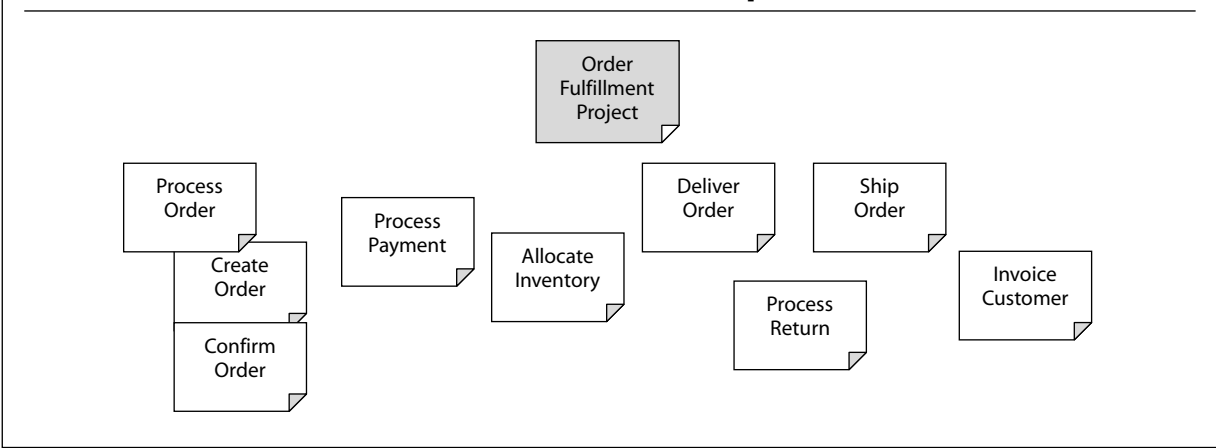 Order
Fulfillment
Project
Process
Order
Create
Order
Confirm
Order
Process
Payment
Allocate
Inventory
Deliver
Order
Process
Return
Ship
Order
Invoice
Customer